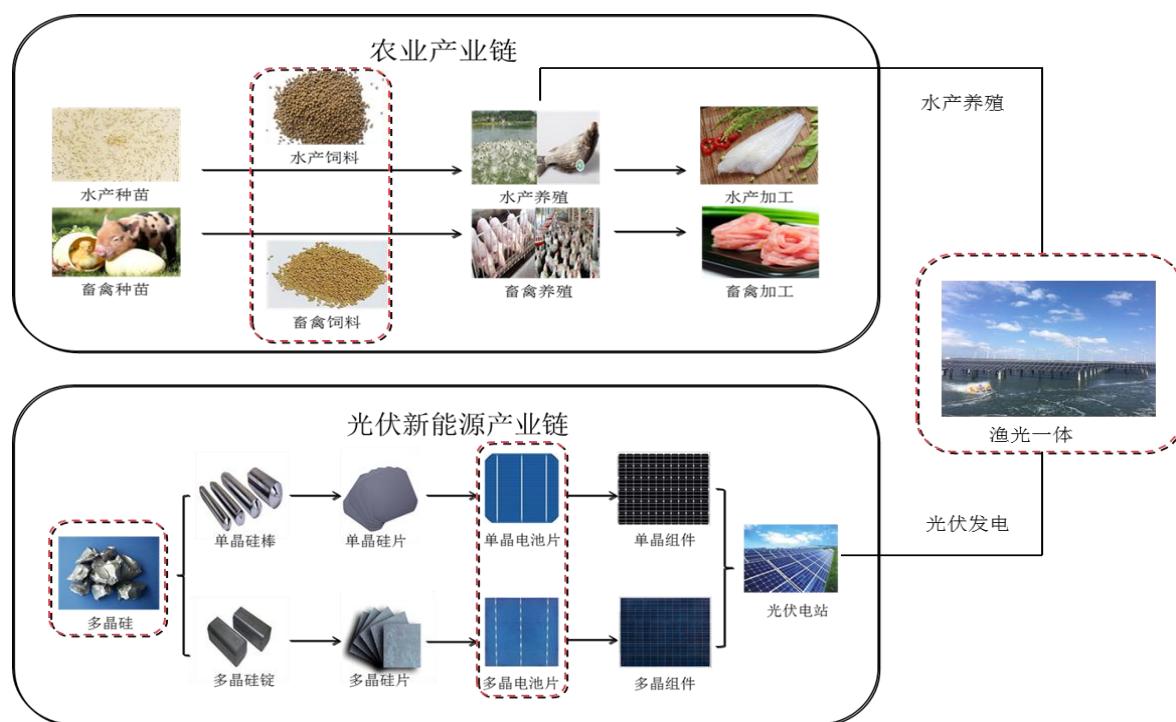 农业产业链
水产养殖
水产饲料
水产种苗
水产养殖
水产加工
畜禽饲料
畜禽种苗
畜禽养殖
畜禽加工
渔光一体
光伏新能源产业链
光伏发电
单晶硅棒
单晶硅片
单晶电池片
单晶组件
多晶硅
光伏电站
多晶硅锭
多晶硅片
多晶电池片
多晶组件